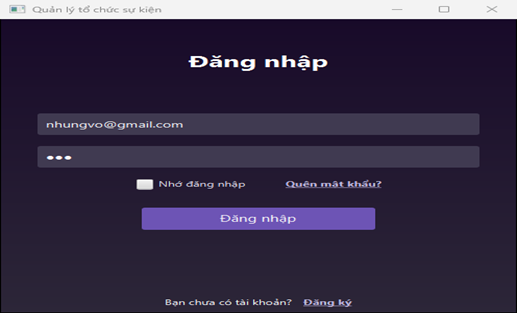 Quản lý tổ chức sự kiện
Đăng nhập
nhungvo@gmail.com
●●●
Nhớ đăng nhập Quên mật khẩu?
Đăng nhập
Bạn chưa có tài khoản? Đăng ký